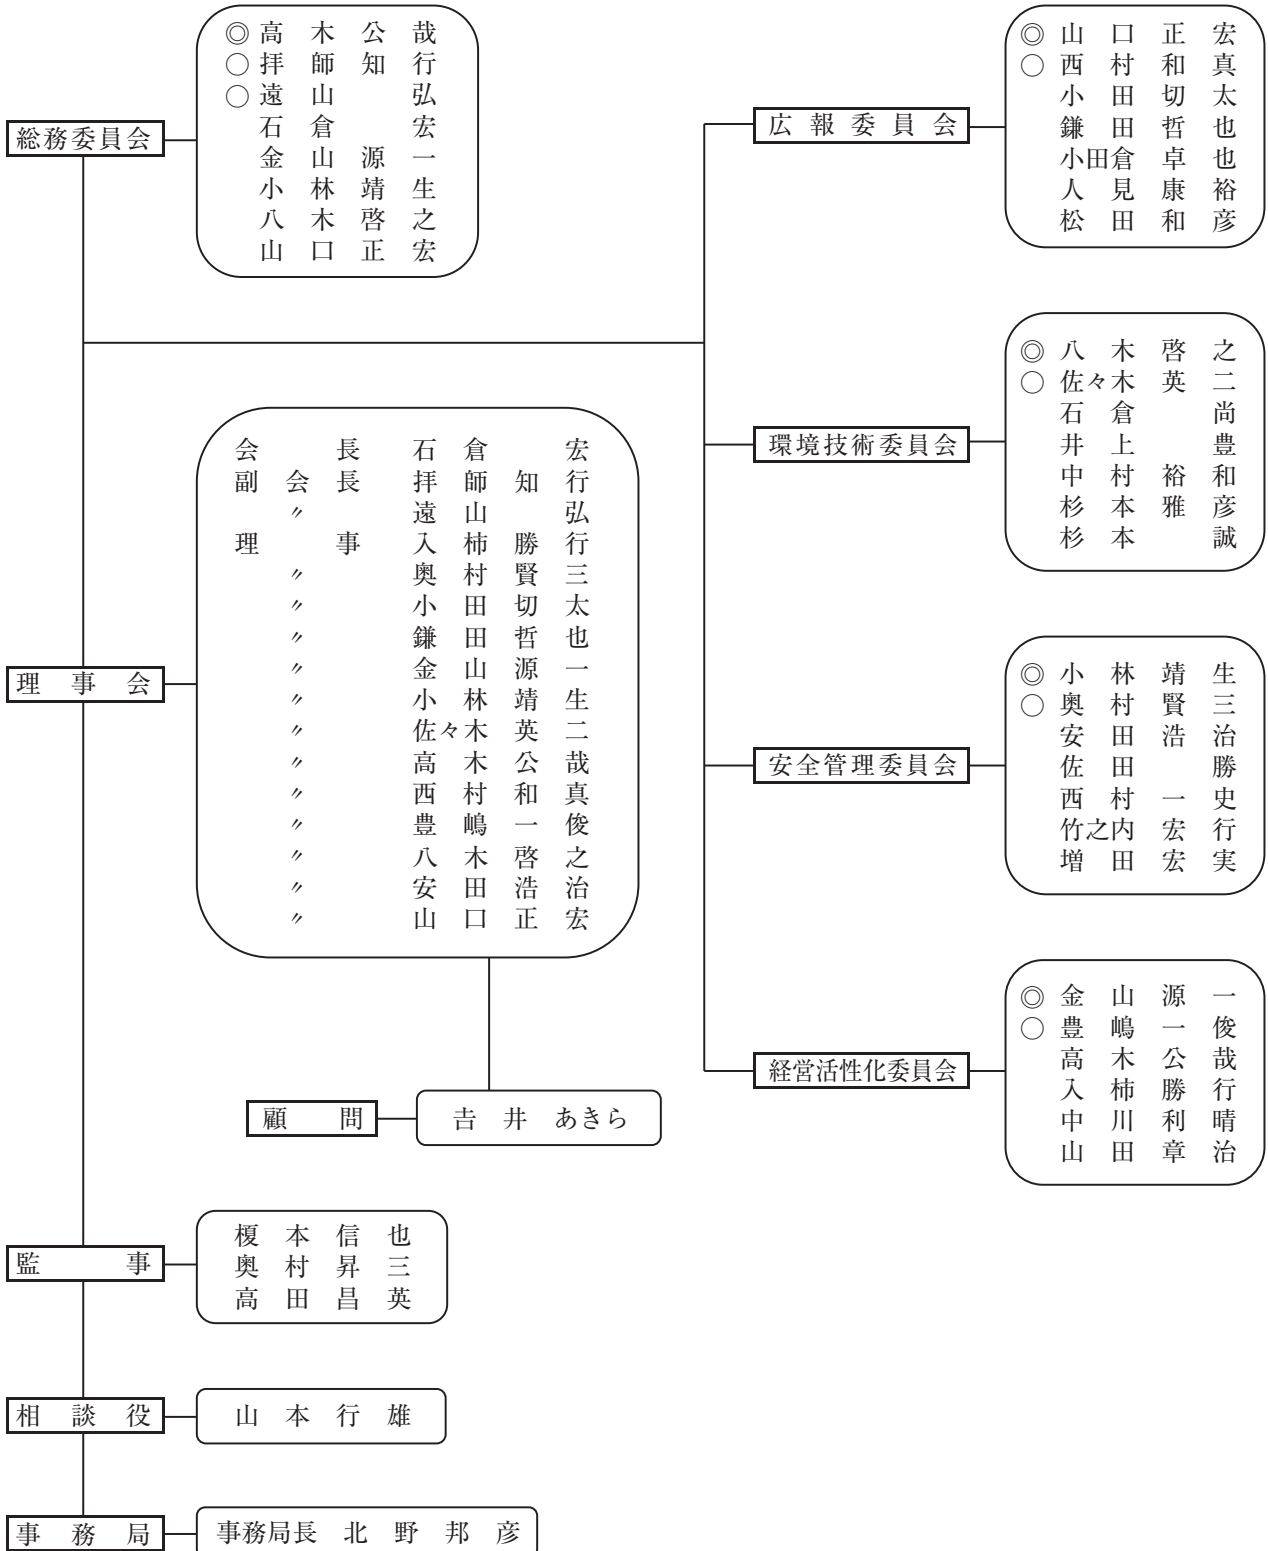 総務委員会
◎高木公哉
○拝師知行
○遠山弘
石倉宏
金山源一
小林靖生
八木啓之
山口正宏
広報委員会
◎山口正宏
○西村和真
小田切太
鎌田哲也
小田倉卓也
人見康裕
松田和彦
環境技術委員会
◎八木啓之
○佐々木英二
石倉尚
井上豊
中村裕和
杉本雅彦
杉本誠
安全管理委員会
◎小林靖生
○奥村賢三
安田浩治
佐田勝
西村一史
竹之内宏行
増田宏実
経営活性化委員会
◎金山源一
○豊嶋一俊
高木公哉
入柿勝行
中川利晴
山田章治
理事会
会長 石倉宏
副会長 拝師知行
〃 遠山弘
理事 入柿勝行
〃 奥村賢三
〃 小田切太
〃 鎌田哲也
〃 金山源一
〃 小林靖生
〃 佐々木英二
〃 高木公哉
〃 西村和真
〃 豊嶋一俊
〃 八木啓之
〃 安田浩治
〃 山口正宏
顧問
𠮷井あきら
監事
榎本信也
奥村昇三
高田昌英
相談役
山本行雄
事務局
事務局長 北野邦彦